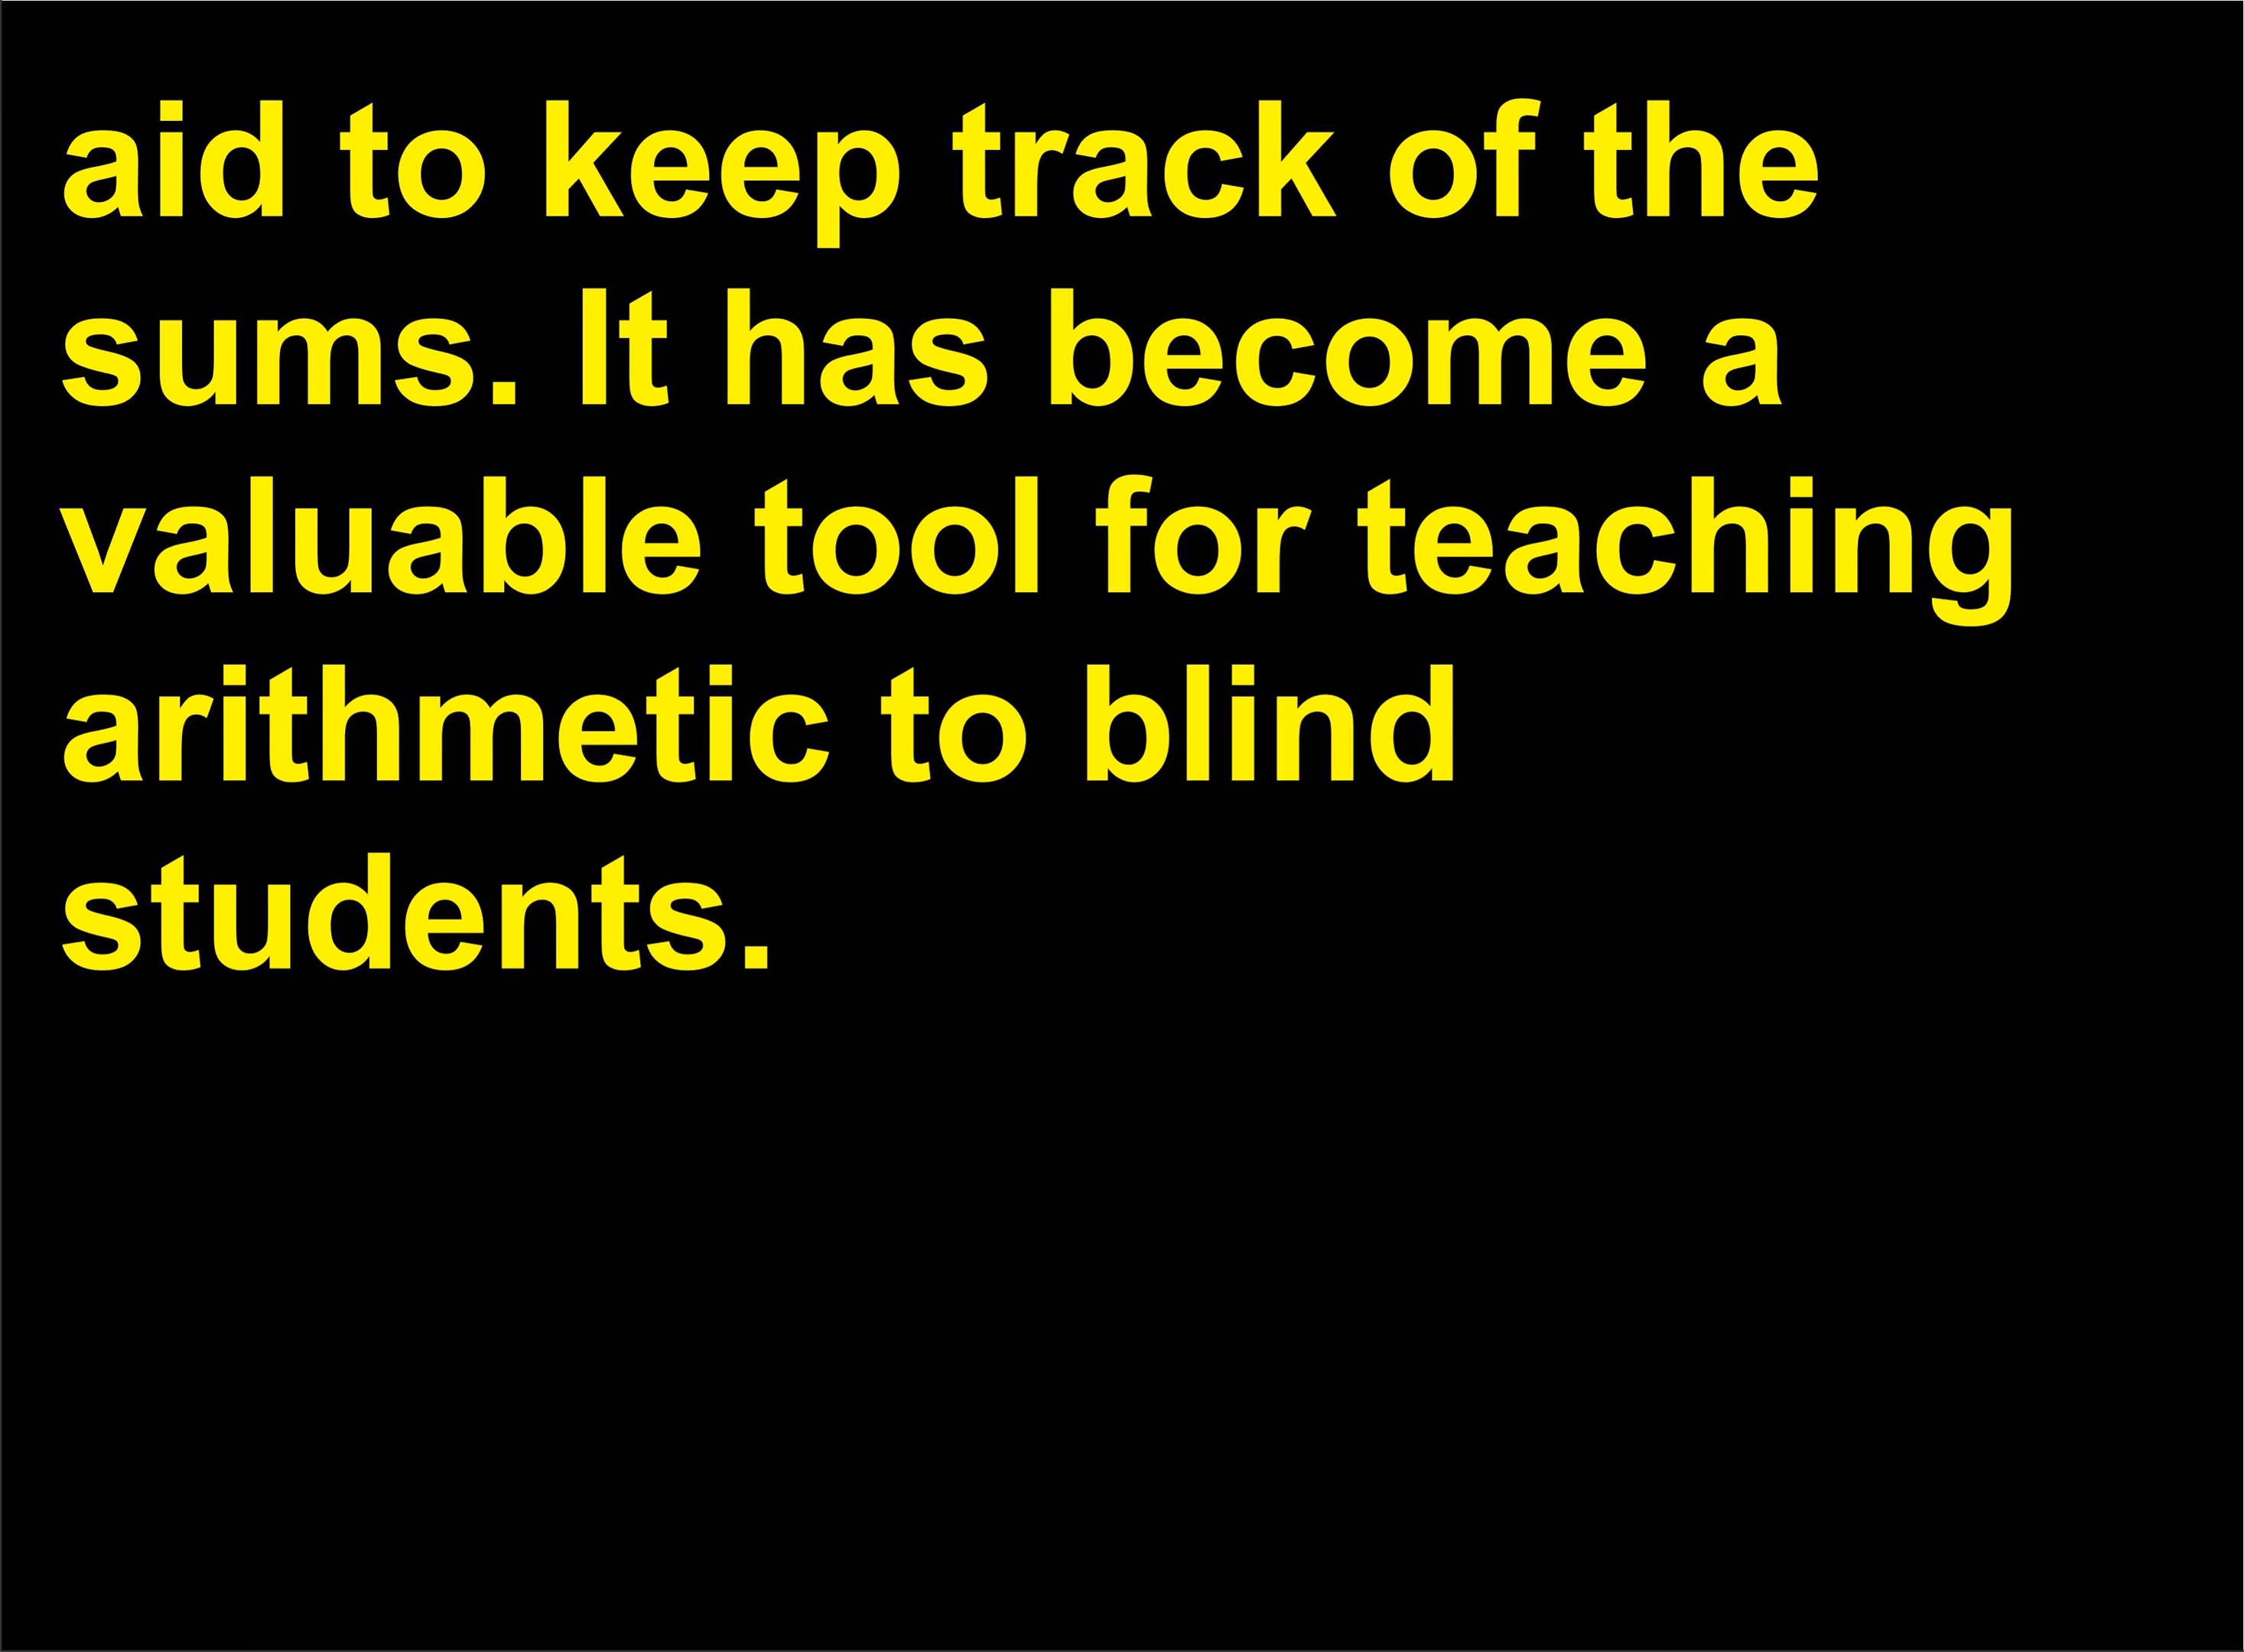 aid to keep track of the
sums. It has become a
valuable tool for teaching
arithmetic to blind
students.